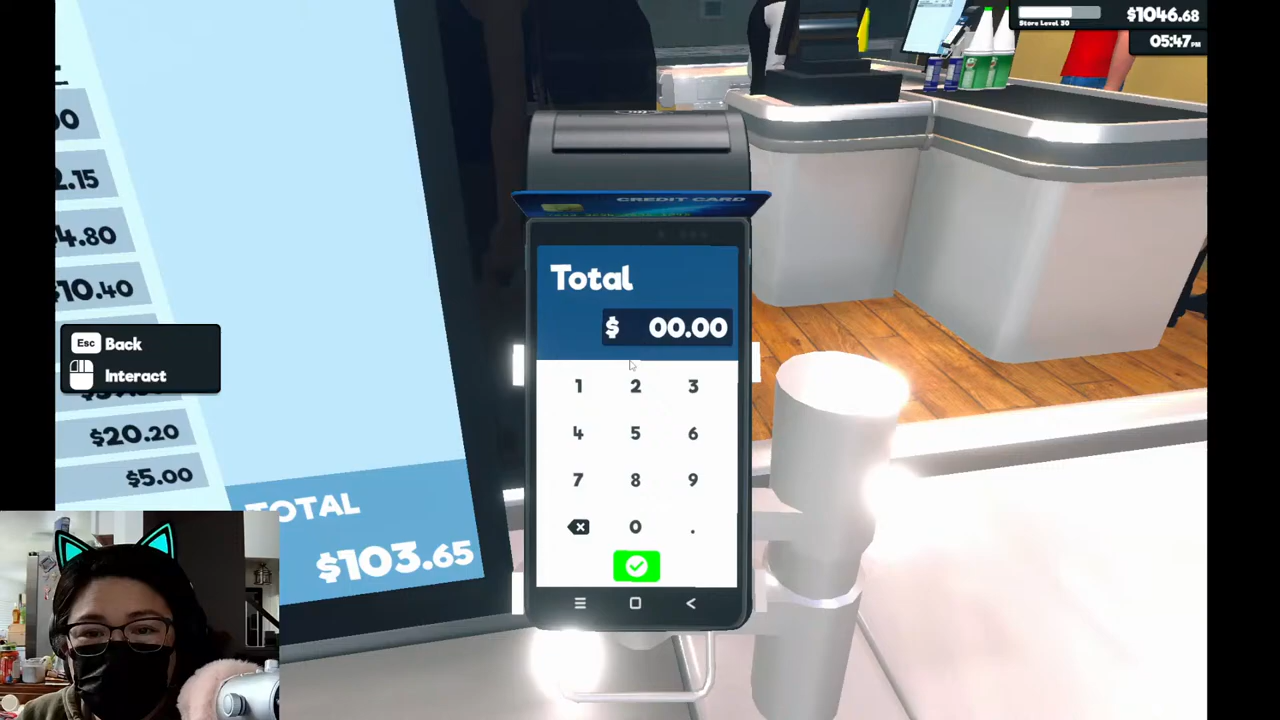 Store Level 30
$1046.68
05:47PM
2.15
4.80
$10.40
$20.20
$5.00
TOTAL
$103.65
Esc Back
Interact
CREDIT CARD
Total
$ 00.00
1 2 3
4 5 6
7 8 9
0 .